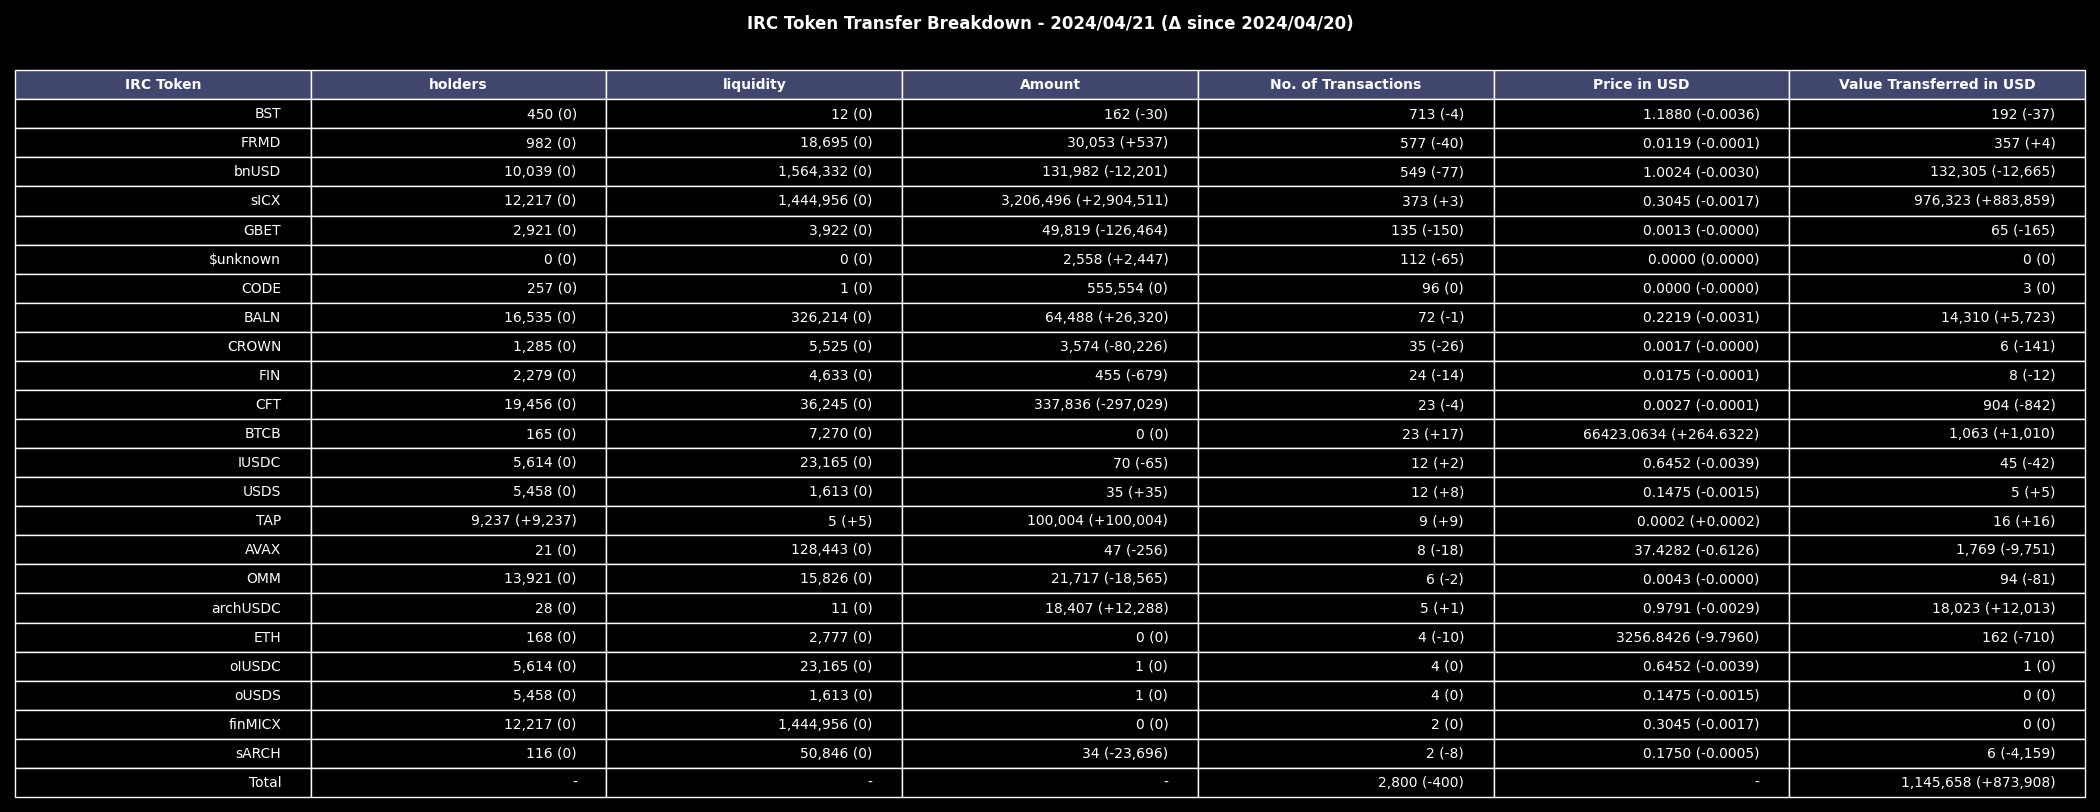 IRC Token Transfer Breakdown - 2024/04/21 (Δ since 2024/04/20)
IRC Token holders liquidity Amount No. of Transactions Price in USD Value Transferred in USD
BST 450 (0) 12 (0) 162 (-30) 713 (-4) 1.1880 (-0.0036) 192 (-37)
FRMD 982 (0) 18,695 (0) 30,053 (+537) 577 (-40) 0.0119 (-0.0001) 357 (+4)
bnUSD 10,039 (0) 1,564,332 (0) 131,982 (-12,201) 549 (-77) 1.0024 (-0.0030) 132,305 (-12,665)
sICX 12,217 (0) 1,444,956 (0) 3,206,496 (+2,904,511) 373 (+3) 0.3045 (-0.0017) 976,323 (+883,859)
GBET 2,921 (0) 3,922 (0) 49,819 (-126,464) 135 (-150) 0.0013 (-0.0000) 65 (-165)
$unknown 0 (0) 0 (0) 2,558 (+2,447) 112 (-65) 0.0000 (0.0000) 0 (0)
CODE 257 (0) 1 (0) 555,554 (0) 96 (0) 0.0000 (-0.0000) 3 (0)
BALN 16,535 (0) 326,214 (0) 64,488 (+26,320) 72 (-1) 0.2219 (-0.0031) 14,310 (+5,723)
CROWN 1,285 (0) 5,525 (0) 3,574 (-80,226) 35 (-26) 0.0017 (-0.0000) 6 (-141)
FIN 2,279 (0) 4,633 (0) 455 (-679) 24 (-14) 0.0175 (-0.0001) 8 (-12)
CFT 19,456 (0) 36,245 (0) 337,836 (-297,029) 23 (-4) 0.0027 (-0.0001) 904 (-842)
BTCB 165 (0) 7,270 (0) 0 (0) 23 (+17) 66423.0634 (+264.6322) 1,063 (+1,010)
IUSDC 5,614 (0) 23,165 (0) 70 (-65) 12 (+2) 0.6452 (-0.0039) 45 (-42)
USDS 5,458 (0) 1,613 (0) 35 (+35) 12 (+8) 0.1475 (-0.0015) 5 (+5)
TAP 9,237 (+9,237) 5 (+5) 100,004 (+100,004) 9 (+9) 0.0002 (+0.0002) 16 (+16)
AVAX 21 (0) 128,443 (0) 47 (-256) 8 (-18) 37.4282 (-0.6126) 1,769 (-9,751)
OMM 13,921 (0) 15,826 (0) 21,717 (-18,565) 6 (-2) 0.0043 (-0.0000) 94 (-81)
archUSDC 28 (0) 11 (0) 18,407 (+12,288) 5 (+1) 0.9791 (-0.0029) 18,023 (+12,013)
ETH 168 (0) 2,777 (0) 0 (0) 4 (-10) 3256.8426 (-9.7960) 162 (-710)
oIUSDC 5,614 (0) 23,165 (0) 1 (0) 4 (0) 0.6452 (-0.0039) 1 (0)
oUSDS 5,458 (0) 1,613 (0) 1 (0) 4 (0) 0.1475 (-0.0015) 0 (0)
finMICX 12,217 (0) 1,444,956 (0) 0 (0) 2 (0) 0.3045 (-0.0017) 0 (0)
sARCH 116 (0) 50,846 (0) 34 (-23,696) 2 (-8) 0.1750 (-0.0005) 6 (-4,159)
Total - - - 2,800 (-400) - 1,145,658 (+873,908)